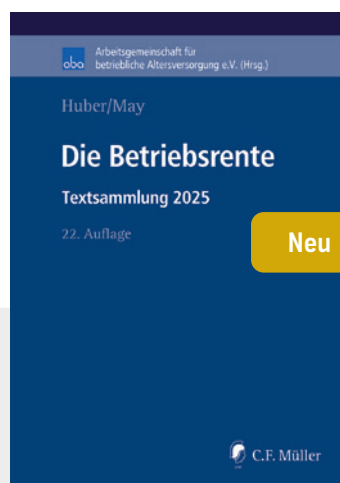 aba
Arbeitsgemeinschaft für
betriebliche Altersversorgung e.V. (Hrsg.)
Huber/May
Die Betriebsrente
Textsammlung 2025
22. Auflage
Neu
C.F. Müller